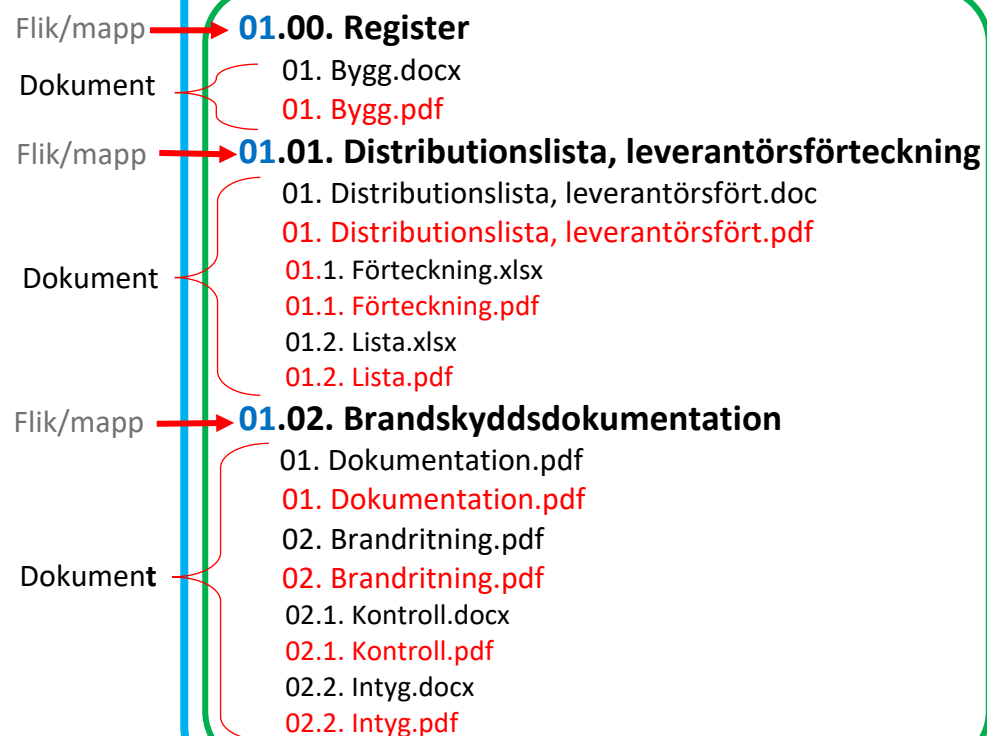 Flik/mapp 01.00. Register
Dokument
01. Bygg.docx
01. Bygg.pdf
Flik/mapp 01.01. Distributionslista, leverantörsförteckning
01. Distributionslista, leverantörsfört.doc
01. Distributionslista, leverantörsfört.pdf
Dokument
01.1. Förteckning.xlsx
01.1. Förteckning.pdf
01.2. Lista.xlsx
01.2. Lista.pdf
Flik/mapp 01.02. Brandskyddsdokumentation
01. Dokumentation.pdf
01. Dokumentation.pdf
02. Brandritning.pdf
Dokument
02. Brandritning.pdf
02.1. Kontroll.docx
02.1. Kontroll.pdf
02.2. Intyg.docx
02.2. Intyg.pdf